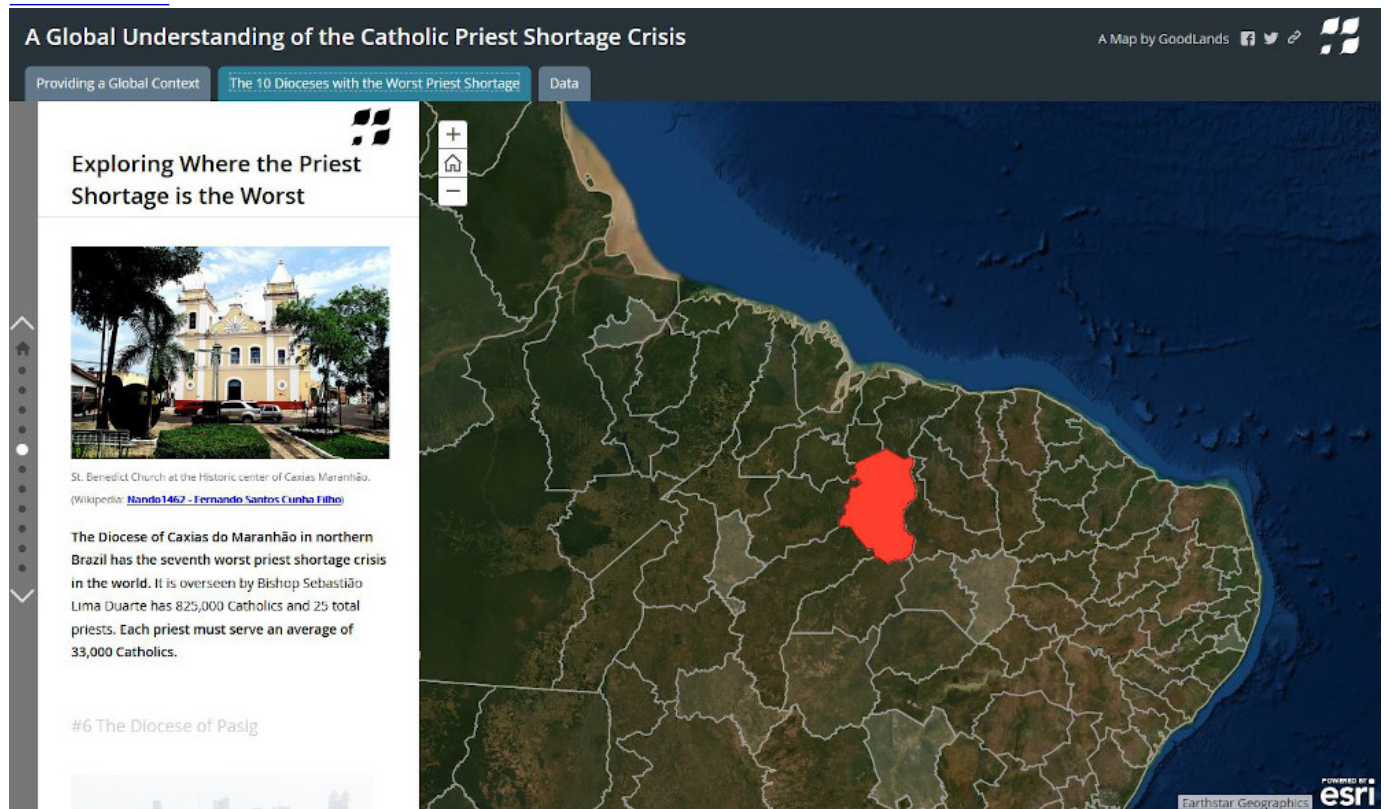 A Global Understanding of the Catholic Priest Shortage Crisis
A Map by GoodLands
Providing a Global Context
The 10 Dioceses with the Worst Priest Shortage
Data
Exploring Where the Priest
Shortage is the Worst
St. Benedict Church at the Historic center of Caxias Maranhão.
(Wikipedia: Nando1462 - Fernando Santos Cunha Filho)
The Diocese of Caxias do Maranhão in northern
Brazil has the seventh worst priest shortage crisis
in the world. It is overseen by Bishop Sebastião
Lima Duarte has 825,000 Catholics and 25 total
priests. Each priest must serve an average of
33,000 Catholics.
#6 The Diocese of Pasig
+
−
Earthstar Geographics
POWERED BY
esri